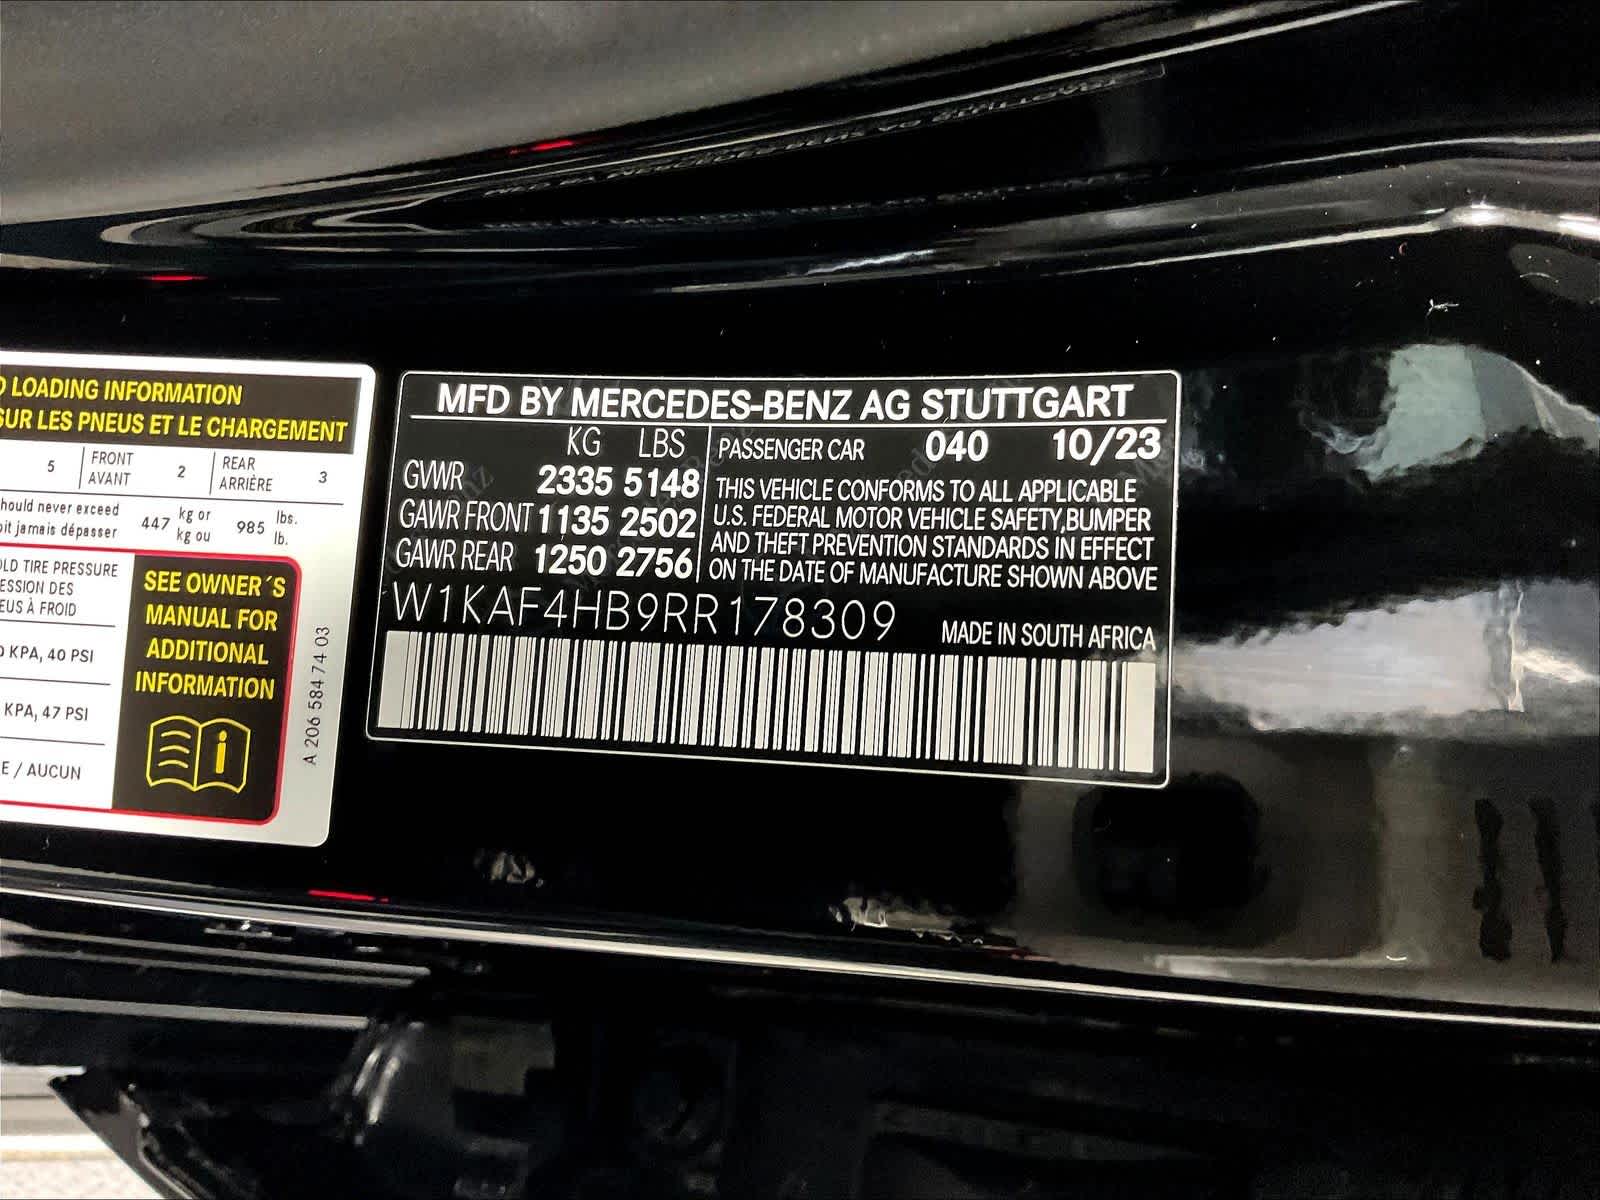 D LOADING INFORMATION
SUR LES PNEUS ET LE CHARGEMENT
5 FRONT AVANT 2 REAR ARRIÈRE 3
hould never exceed
oit jamais dépasser
447 kg or kg ou 985 lbs. lb.
OLD TIRE PRESSURE
ESSION DES
EUS À FROID
0 KPA, 40 PSI
KPA, 47 PSI
E / AUCUN
SEE OWNER´S
MANUAL FOR
ADDITIONAL
INFORMATION
i
A 206 584 74 03
MFD BY MERCEDES-BENZ AG STUTTGART
KG LBS
GVWR 2335 5148
GAWR FRONT 1135 2502
GAWR REAR 1250 2756
PASSENGER CAR 040 10/23
THIS VEHICLE CONFORMS TO ALL APPLICABLE
U.S. FEDERAL MOTOR VEHICLE SAFETY,BUMPER
AND THEFT PREVENTION STANDARDS IN EFFECT
ON THE DATE OF MANUFACTURE SHOWN ABOVE
W1KAF4HB9RR178309
MADE IN SOUTH AFRICA